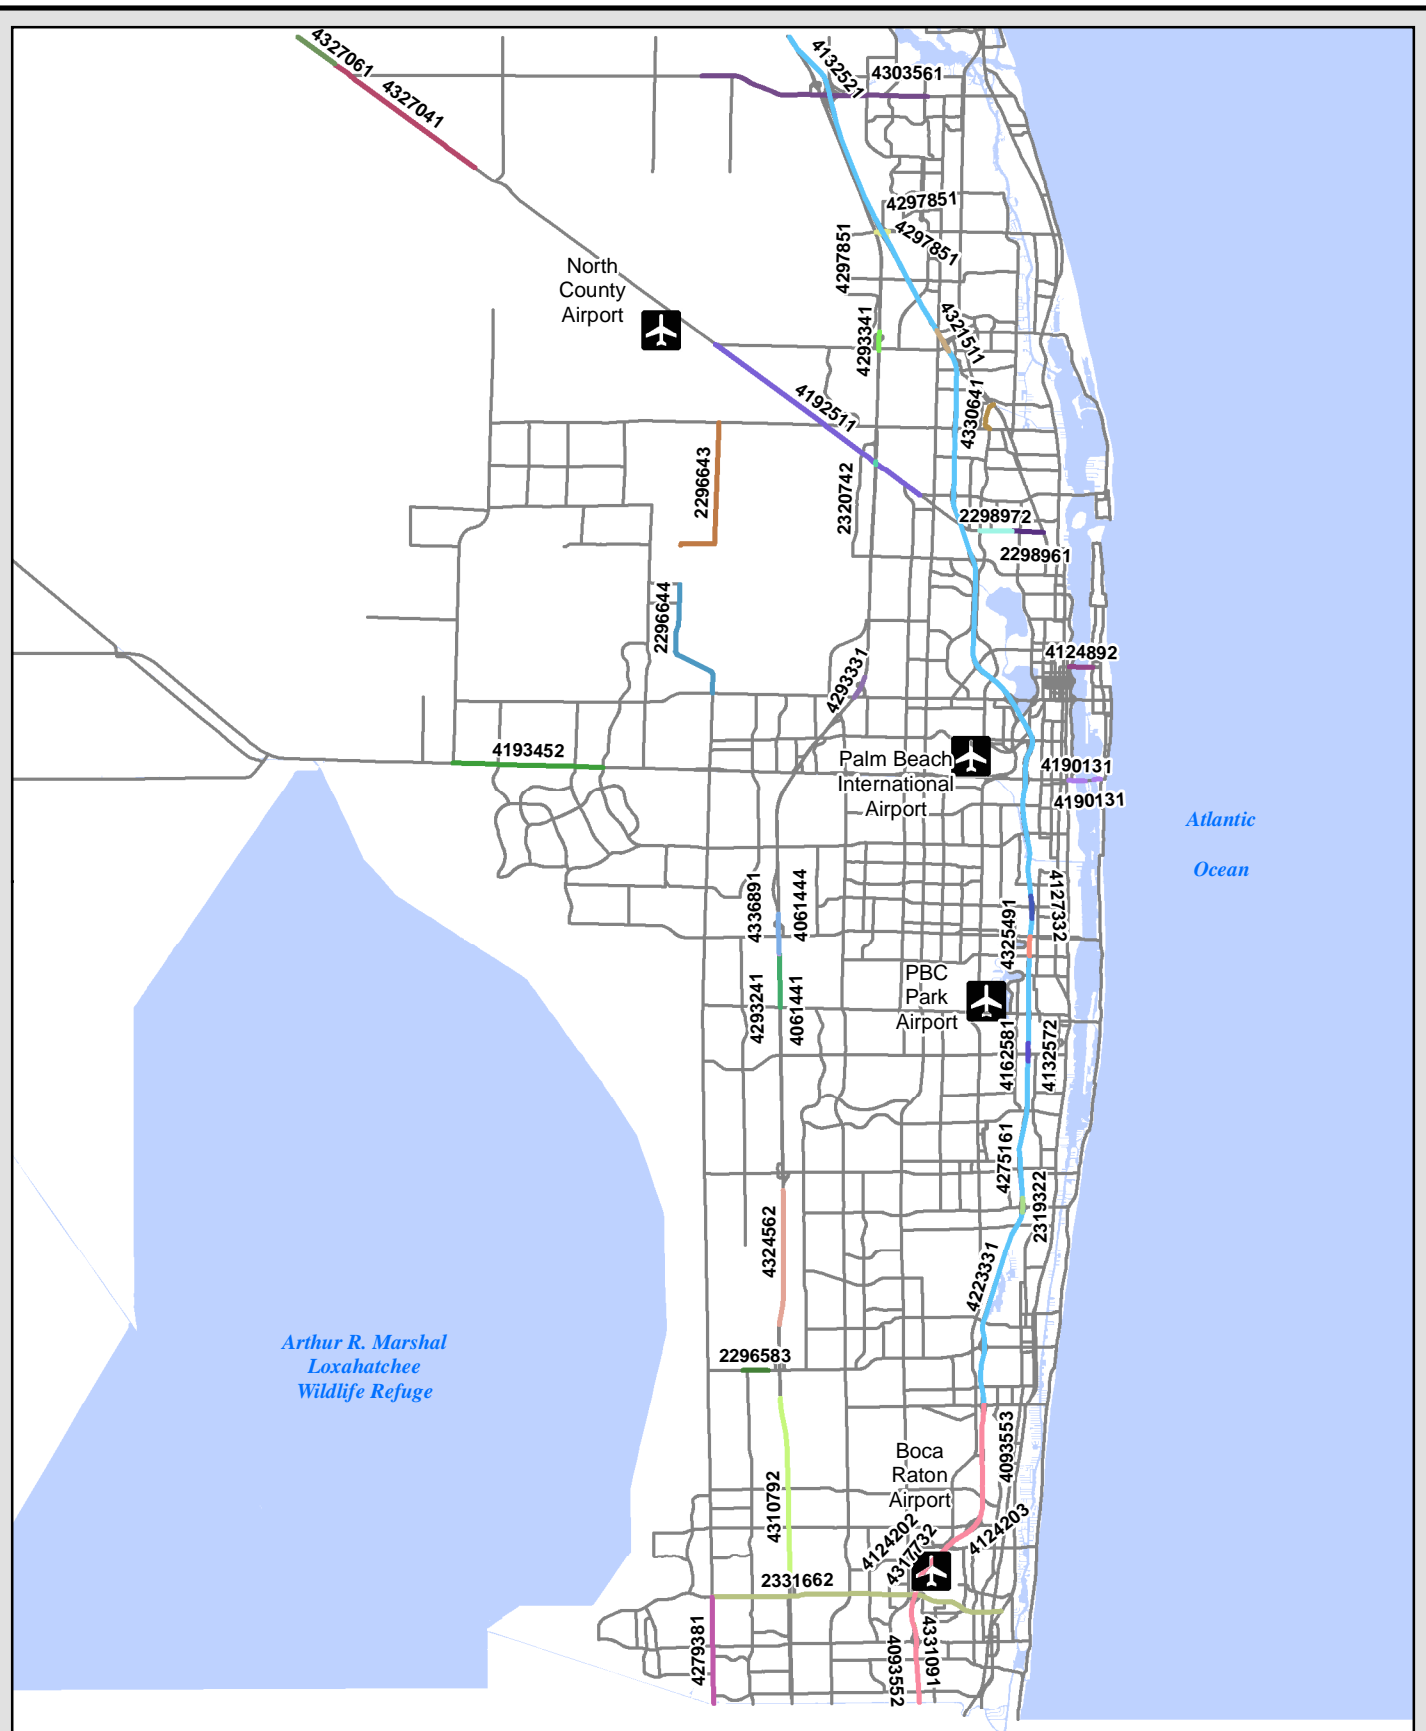 4327061
4132521
4303561
4327041
4297851
4297851
4297851
North
County
Airport
4293341
4321511
4192511
4330641
2296643
2320742
2298972
2298961
2296644
4124892
4293331
4193452
Palm Beach
International
Airport
4190131
4190131
Atlantic
Ocean
4336891
4061444
4325491
4127332
PBC
Park
Airport
4293241
4061441
4162581
4132572
4275161
2319322
4324562
4223331
Arthur R. Marshal
Loxahatchee
Wildlife Refuge
2296583
4093553
Boca
Raton
Airport
4310792
4124202
4317732
4124203
2331662
4279381
4093552
4331091